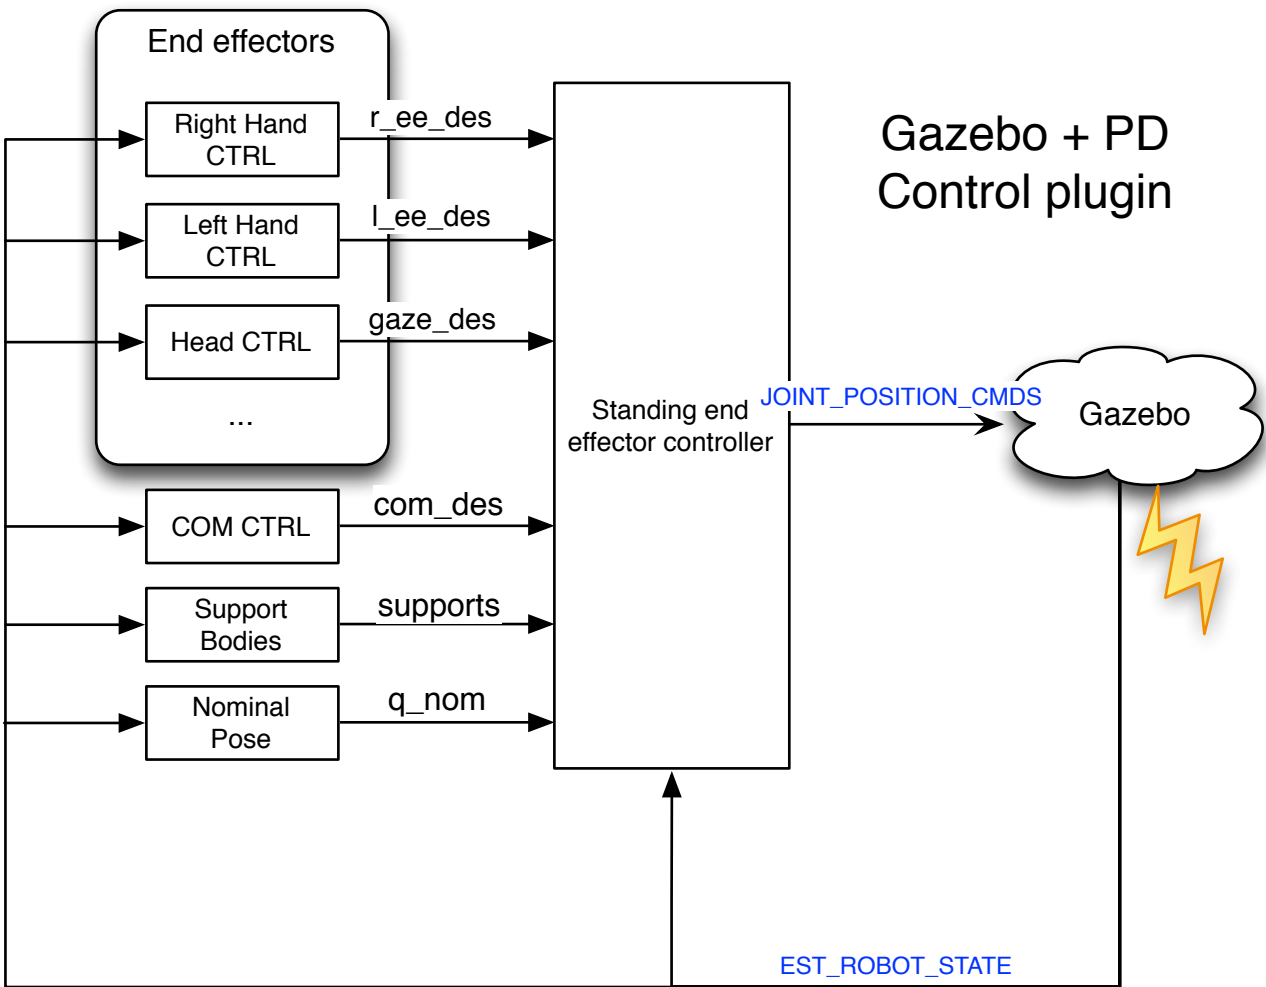 End effectors
Right Hand
CTRL
r_ee_des
Left Hand
CTRL
l_ee_des
Head CTRL
gaze_des
...
COM CTRL
com_des
Support
Bodies
supports
Nominal
Pose
q_nom
Standing end
effector controller
Gazebo + PD
Control plugin
JOINT_POSITION_CMDS
Gazebo
EST_ROBOT_STATE